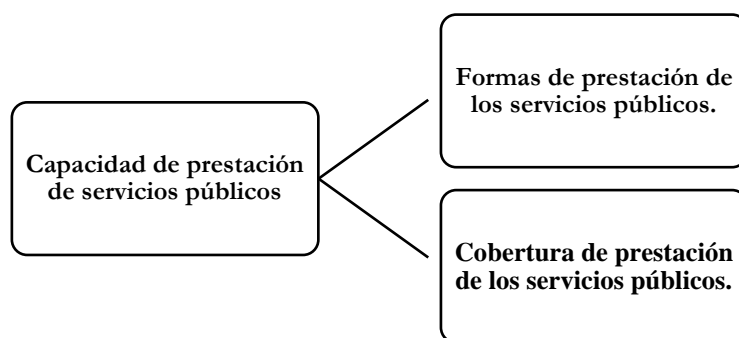 Capacidad de prestación
de servicios públicos
Formas de prestación de
los servicios públicos.
Cobertura de prestación
de los servicios públicos.